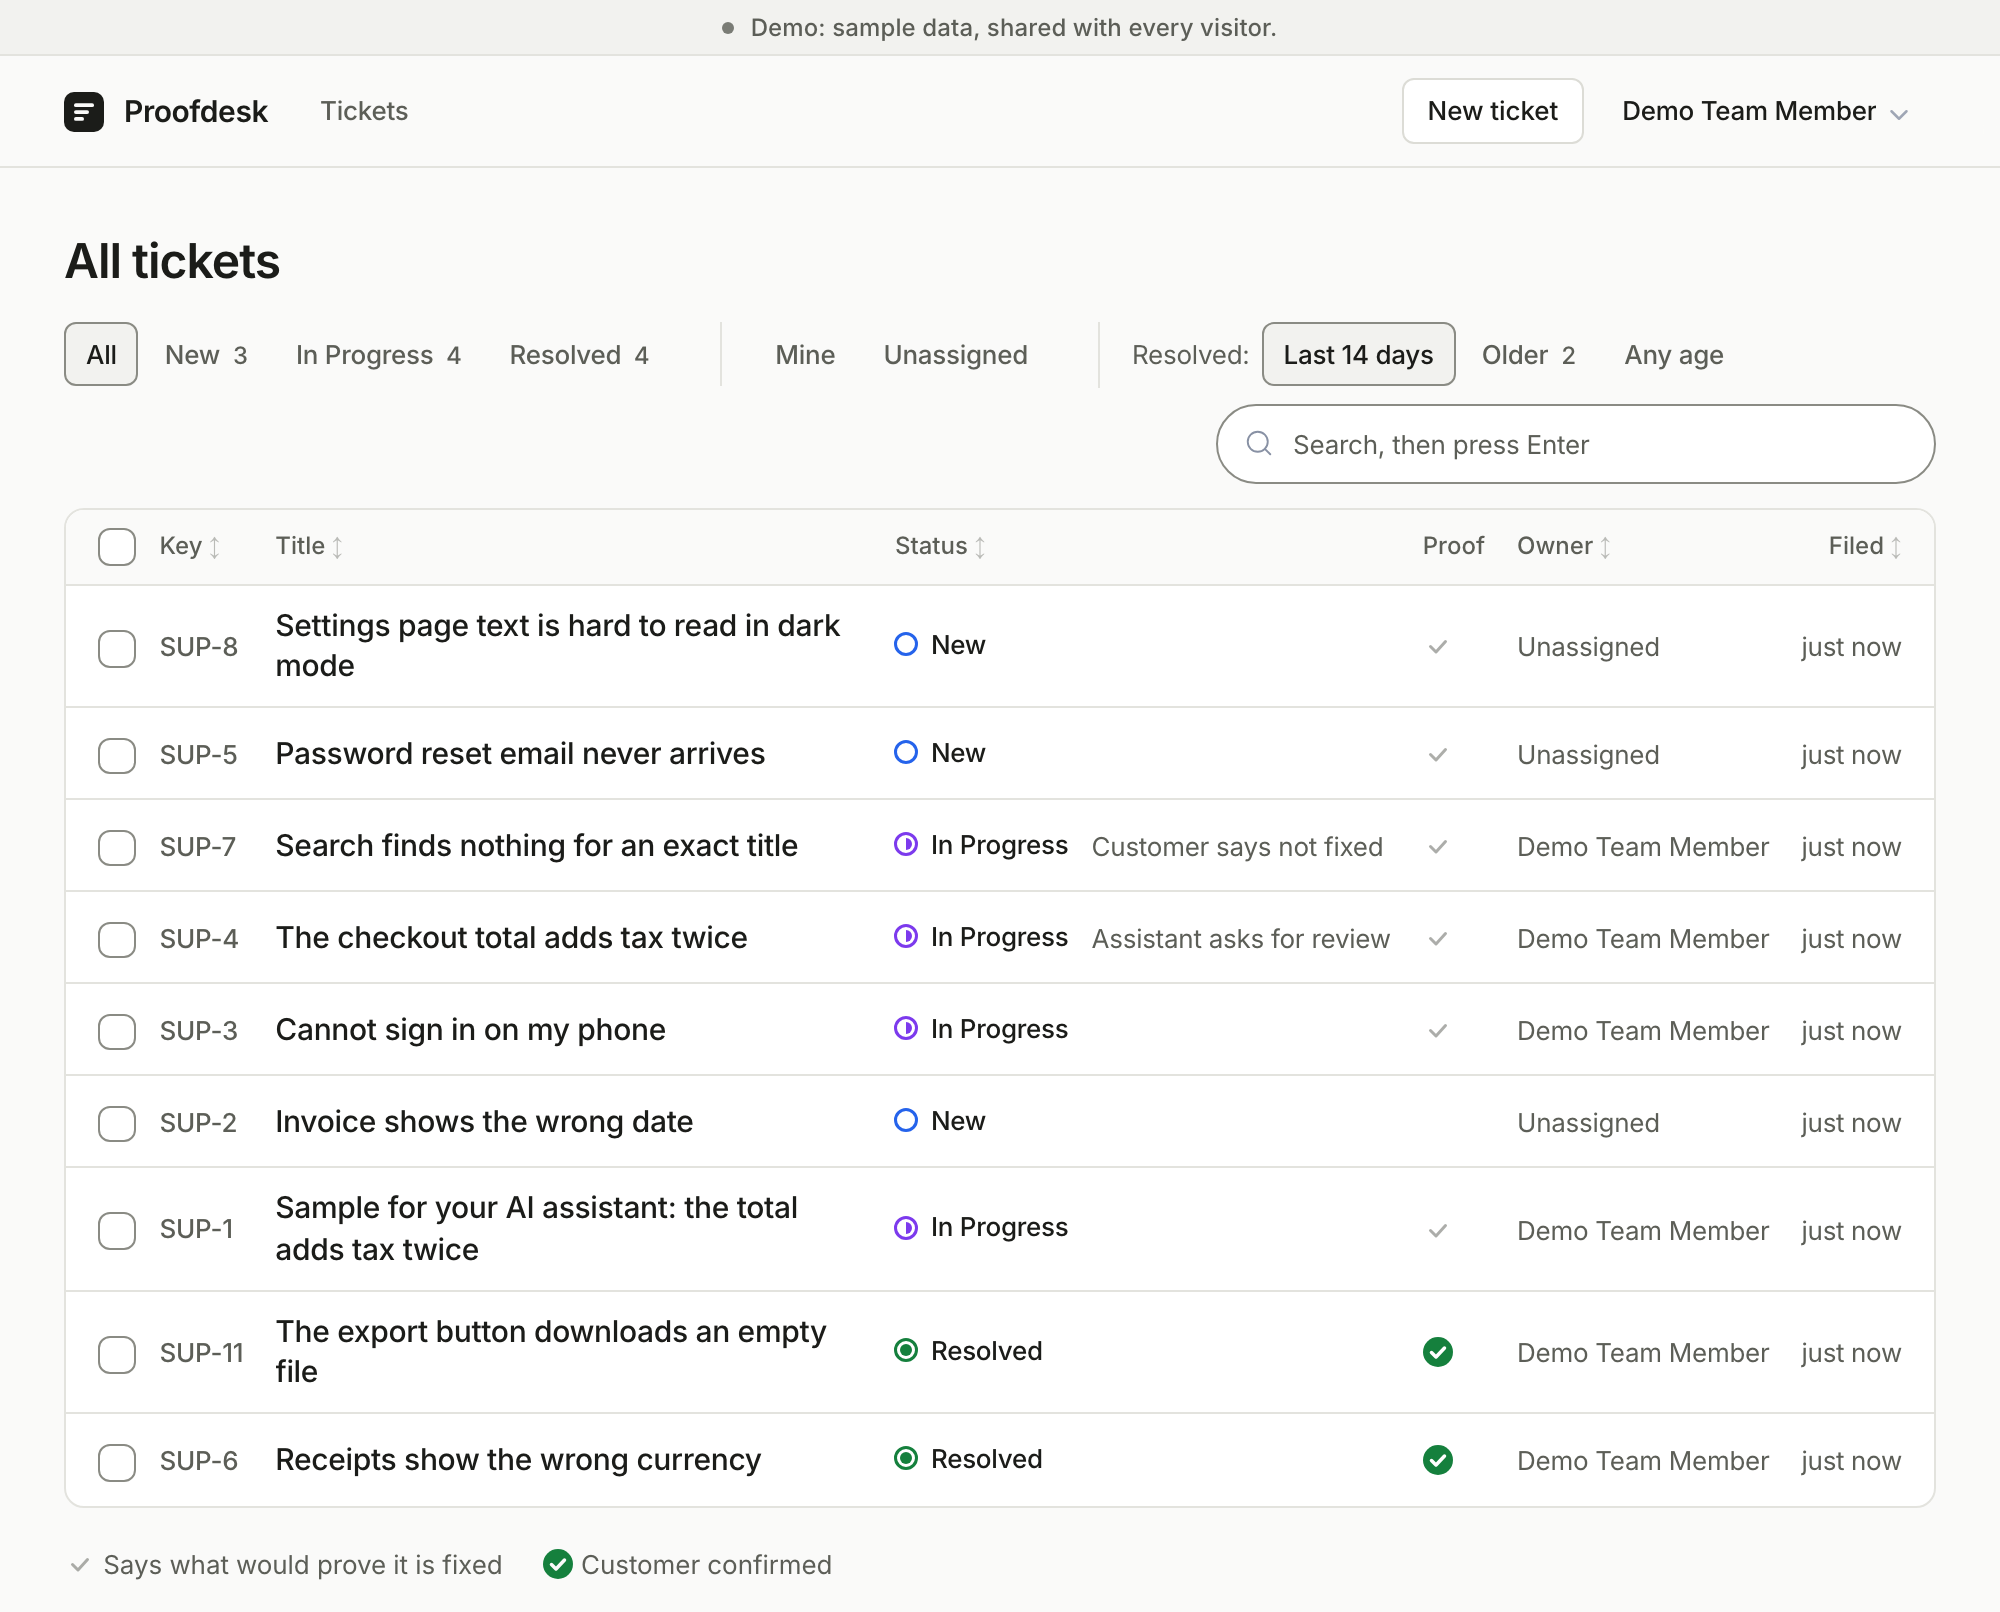 Demo: sample data, shared with every visitor.
Proofdesk
Tickets
New ticket
Demo Team Member
All tickets
All
New 3
In Progress 4
Resolved 4
Mine
Unassigned
Resolved:
Last 14 days
Older 2
Any age
Search, then press Enter
Key Title Status Proof Owner Filed
SUP-8 Settings page text is hard to read in dark
mode
New Unassigned just now
SUP-5 Password reset email never arrives New Unassigned just now
SUP-7 Search finds nothing for an exact title In Progress Customer says not fixed Demo Team Member just now
SUP-4 The checkout total adds tax twice In Progress Assistant asks for review Demo Team Member just now
SUP-3 Cannot sign in on my phone In Progress Demo Team Member just now
SUP-2 Invoice shows the wrong date New Unassigned just now
SUP-1 Sample for your AI assistant: the total
adds tax twice
In Progress Demo Team Member just now
SUP-11 The export button downloads an empty
file
Resolved Demo Team Member just now
SUP-6 Receipts show the wrong currency Resolved Demo Team Member just now
Says what would prove it is fixed
Customer confirmed